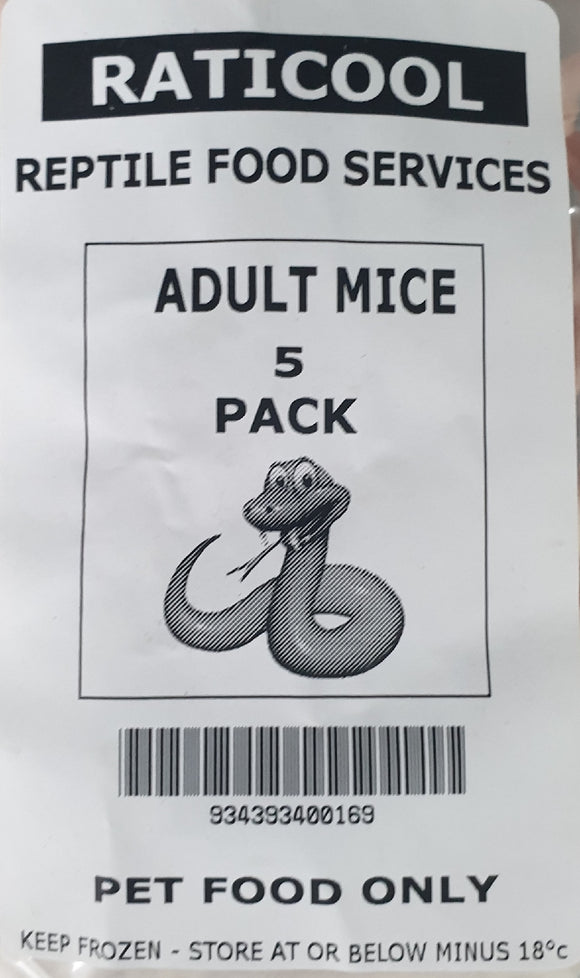 RATICOOL
REPTILE FOOD SERVICES
ADULT MICE
5
PACK
934393400169
PET FOOD ONLY
KEEP FROZEN - STORE AT OR BELOW MINUS 18°c